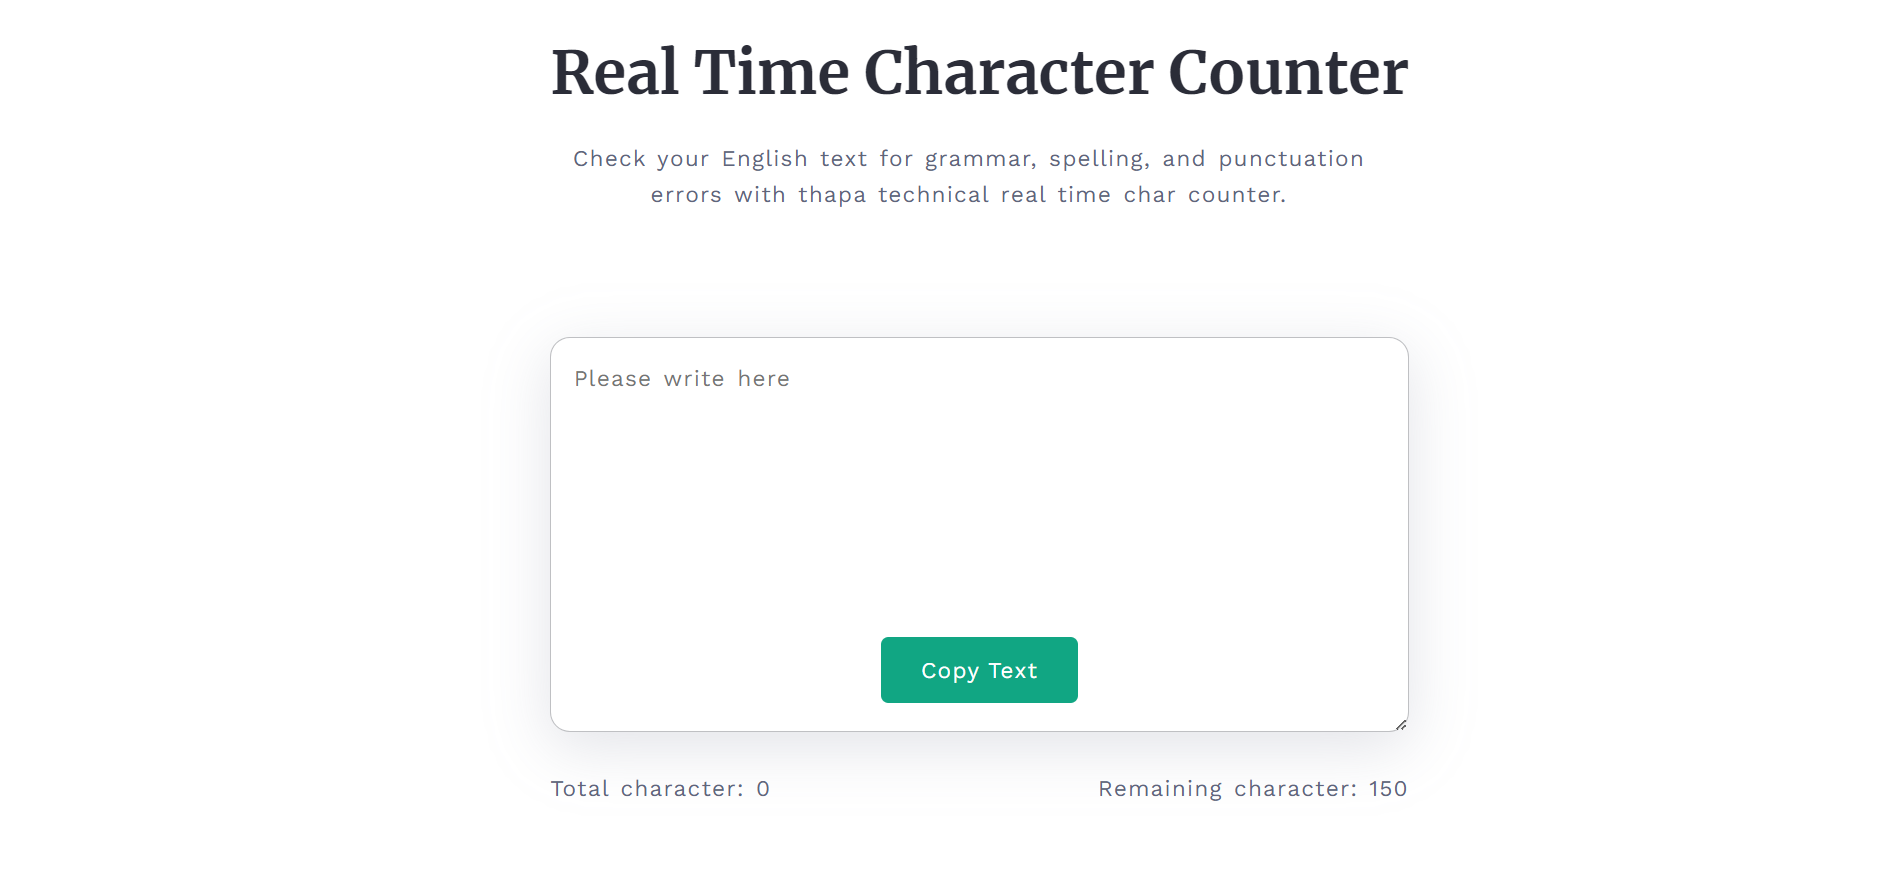 Real Time Character Counter
Check your English text for grammar, spelling, and punctuation
errors with thapa technical real time char counter.
Please write here
Copy Text
Total character: 0
Remaining character: 150